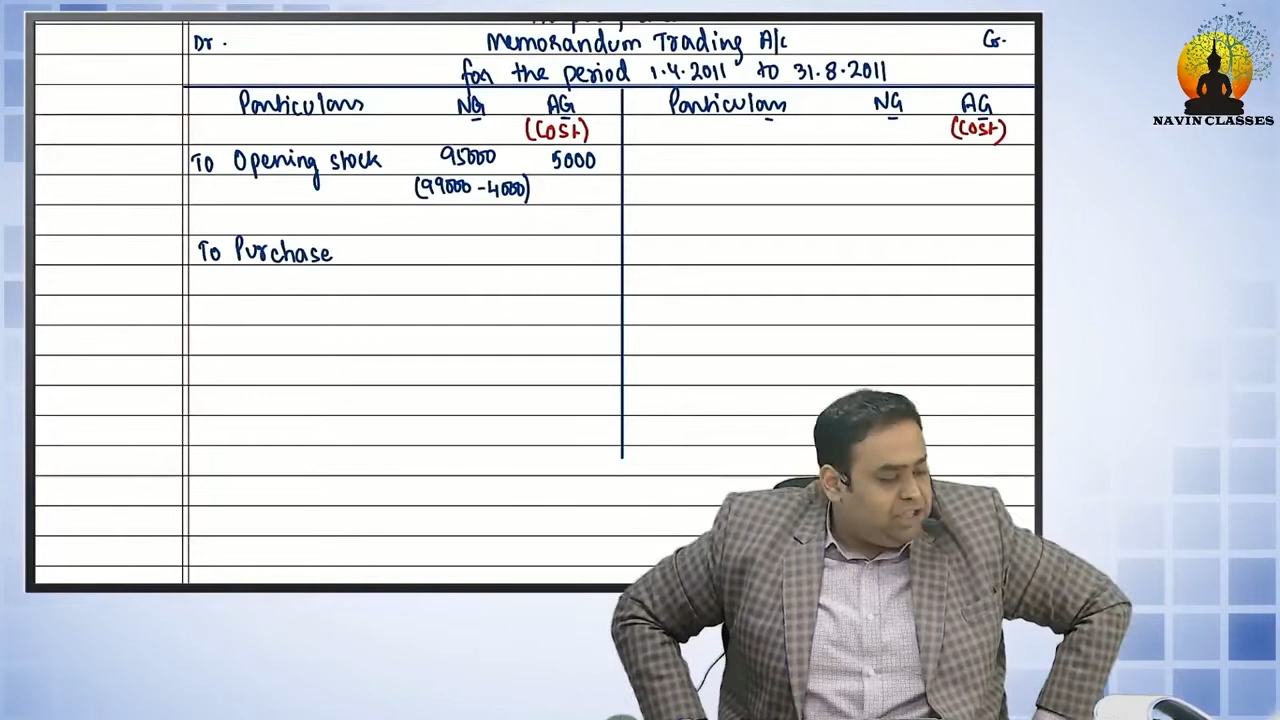 Dr.
Memorandum Trading A/c
Cr.
for the period 1.4.2011 to 31.8.2011
Particulars NG AG Particulars NG AG
(Cost) (Cost)
To Opening stock 95000 5000
(99000 - 4000)
To Purchase
NAVIN CLASSES